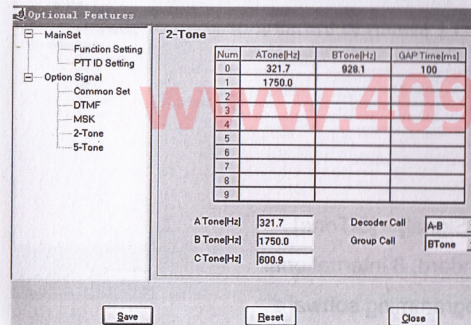 Optional Features
MainSet
Function Setting
PTT ID Setting
Option Signal
Common Set
DTMF
MSK
2-Tone
5-Tone
2-Tone
Num ATone[Hz] BTone[Hz] GAP Time[ms]
0 321.7 928.1 100
1 1750.0
2
3
4
5
6
7
8
9
www.409
A Tone[Hz] 321.7 Decoder Call A-B
B Tone[Hz] 1750.0 Group Call BTone
C Tone[Hz] 600.9
Save Reset Close